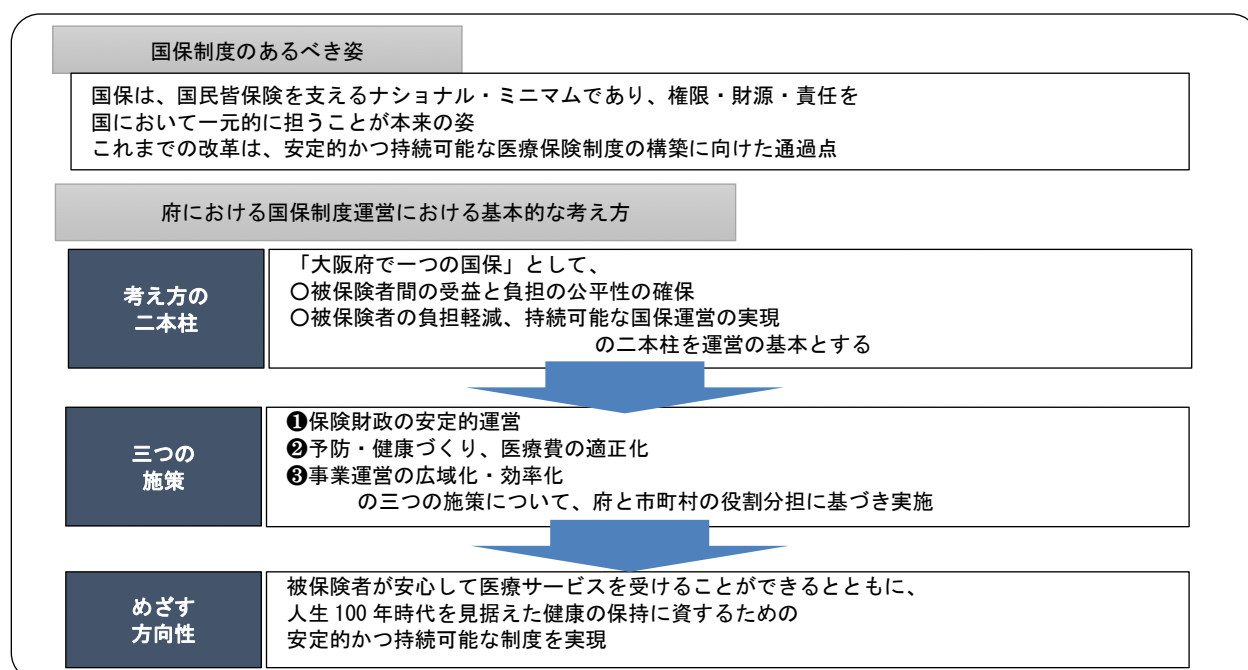 国保制度のあるべき姿
国保は、国民皆保険を支えるナショナル・ミニマムであり、権限・財源・責任を
国において一元的に担うことが本来の姿
これまでの改革は、安定的かつ持続可能な医療保険制度の構築に向けた通過点
府における国保制度運営における基本的な考え方
考え方の
二本柱
「大阪府で一つの国保」として、
〇被保険者間の受益と負担の公平性の確保
〇被保険者の負担軽減、持続可能な国保運営の実現
の二本柱を運営の基本とする
三つの
施策
❶保険財政の安定的運営
❷予防・健康づくり、医療費の適正化
❸事業運営の広域化・効率化
の三つの施策について、府と市町村の役割分担に基づき実施
めざす
方向性
被保険者が安心して医療サービスを受けることができるとともに、
人生 100 年時代を見据えた健康の保持に資するための
安定的かつ持続可能な制度を実現